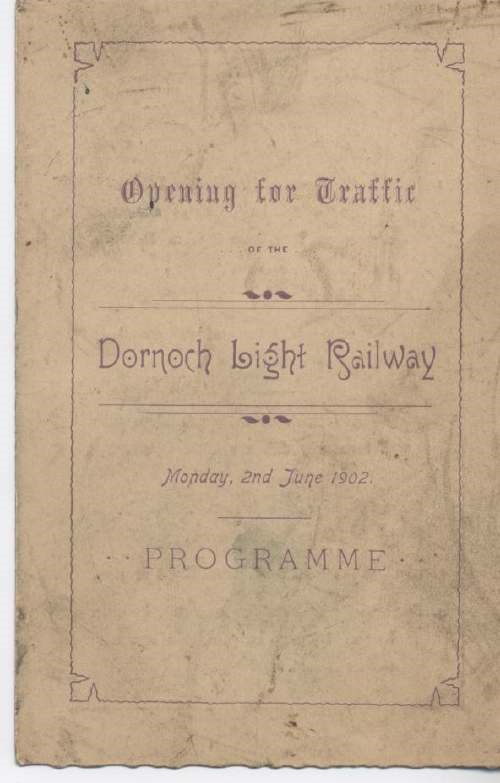 Opening for Traffic
OF THE
Dornoch Light Railway
Monday, 2nd June 1902.
PROGRAMME